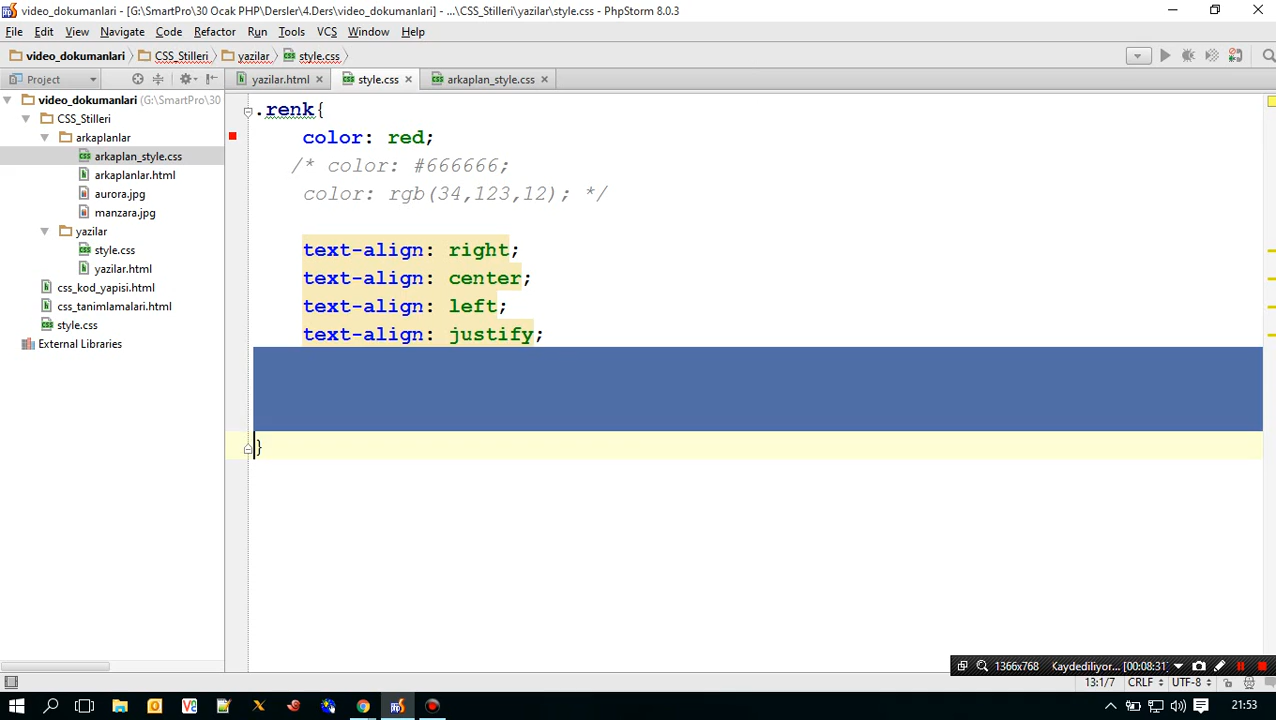 video_dokumanlari - [G:\SmartPro\30 Ocak PHP\Dersler\4.Ders\video_dokumanlari] - ...\CSS_Stilleri\yazilar\style.css - PhpStorm 8.0.3
File Edit View Navigate Code Refactor Run Tools VCS Window Help
video_dokumanlari CSS_Stilleri yazilar style.css
Project yazilar.html style.css arkaplan_style.css
video_dokumanlari (G:\SmartPro\30
CSS_Stilleri
arkaplanlar
arkaplan_style.css
arkaplanlar.html
aurora.jpg
manzara.jpg
yazilar
style.css
yazilar.html
css_kod_yapisi.html
css_tanimlamalari.html
style.css
External Libraries
.renk{
color: red;
/* color: #666666;
color: rgb(34,123,12); */
text-align: right;
text-align: center;
text-align: left;
text-align: justify;
}
1366x768 Kaydediliyor... [00:08:31]
13:1/7 CRLF UTF-8
21:53